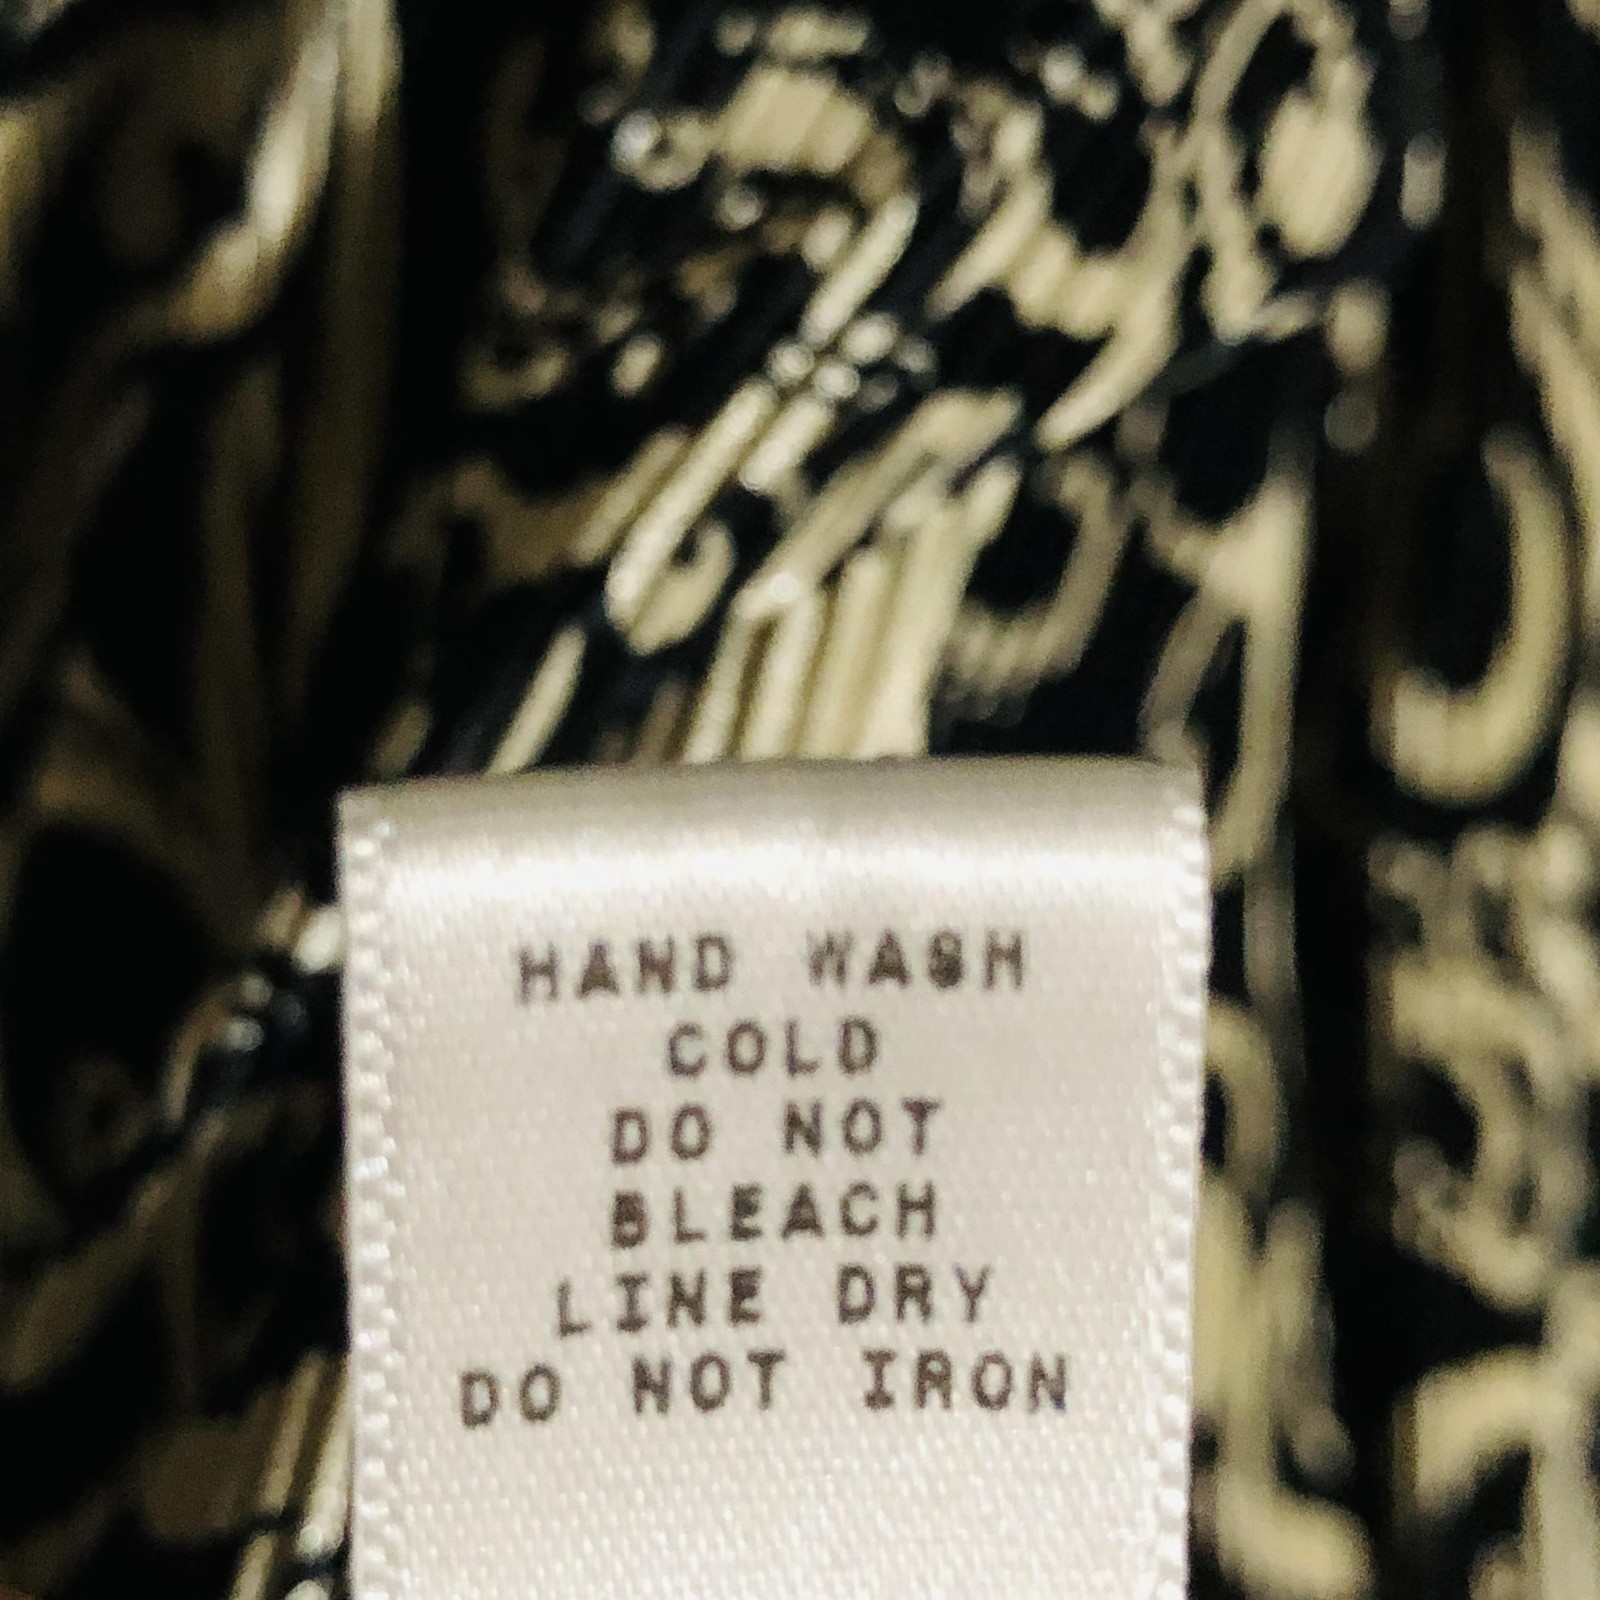 HAND WASH
COLD
DO NOT
BLEACH
LINE DRY
DO NOT IRON